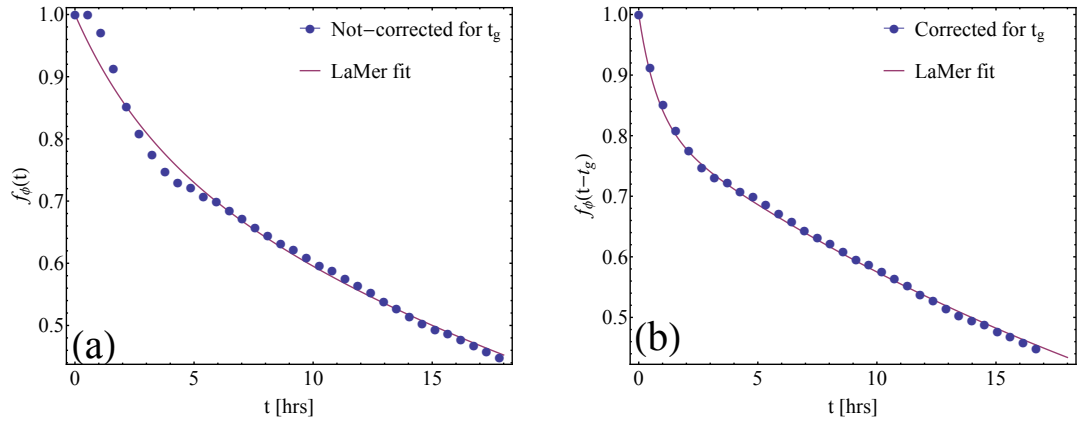 1.0
0.9
0.8
0.7
0.6
0.5
f_ϕ(t)
Not−corrected for t_g
LaMer fit
(a)
0 5 10 15
t [hrs]
1.0
0.9
0.8
0.7
0.6
0.5
f_ϕ(t−t_g)
Corrected for t_g
LaMer fit
(b)
0 5 10 15
t [hrs]